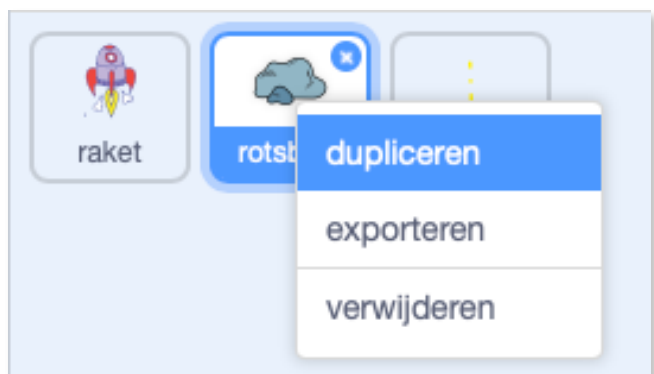 raket
rotsb
dupliceren
exporteren
verwijderen